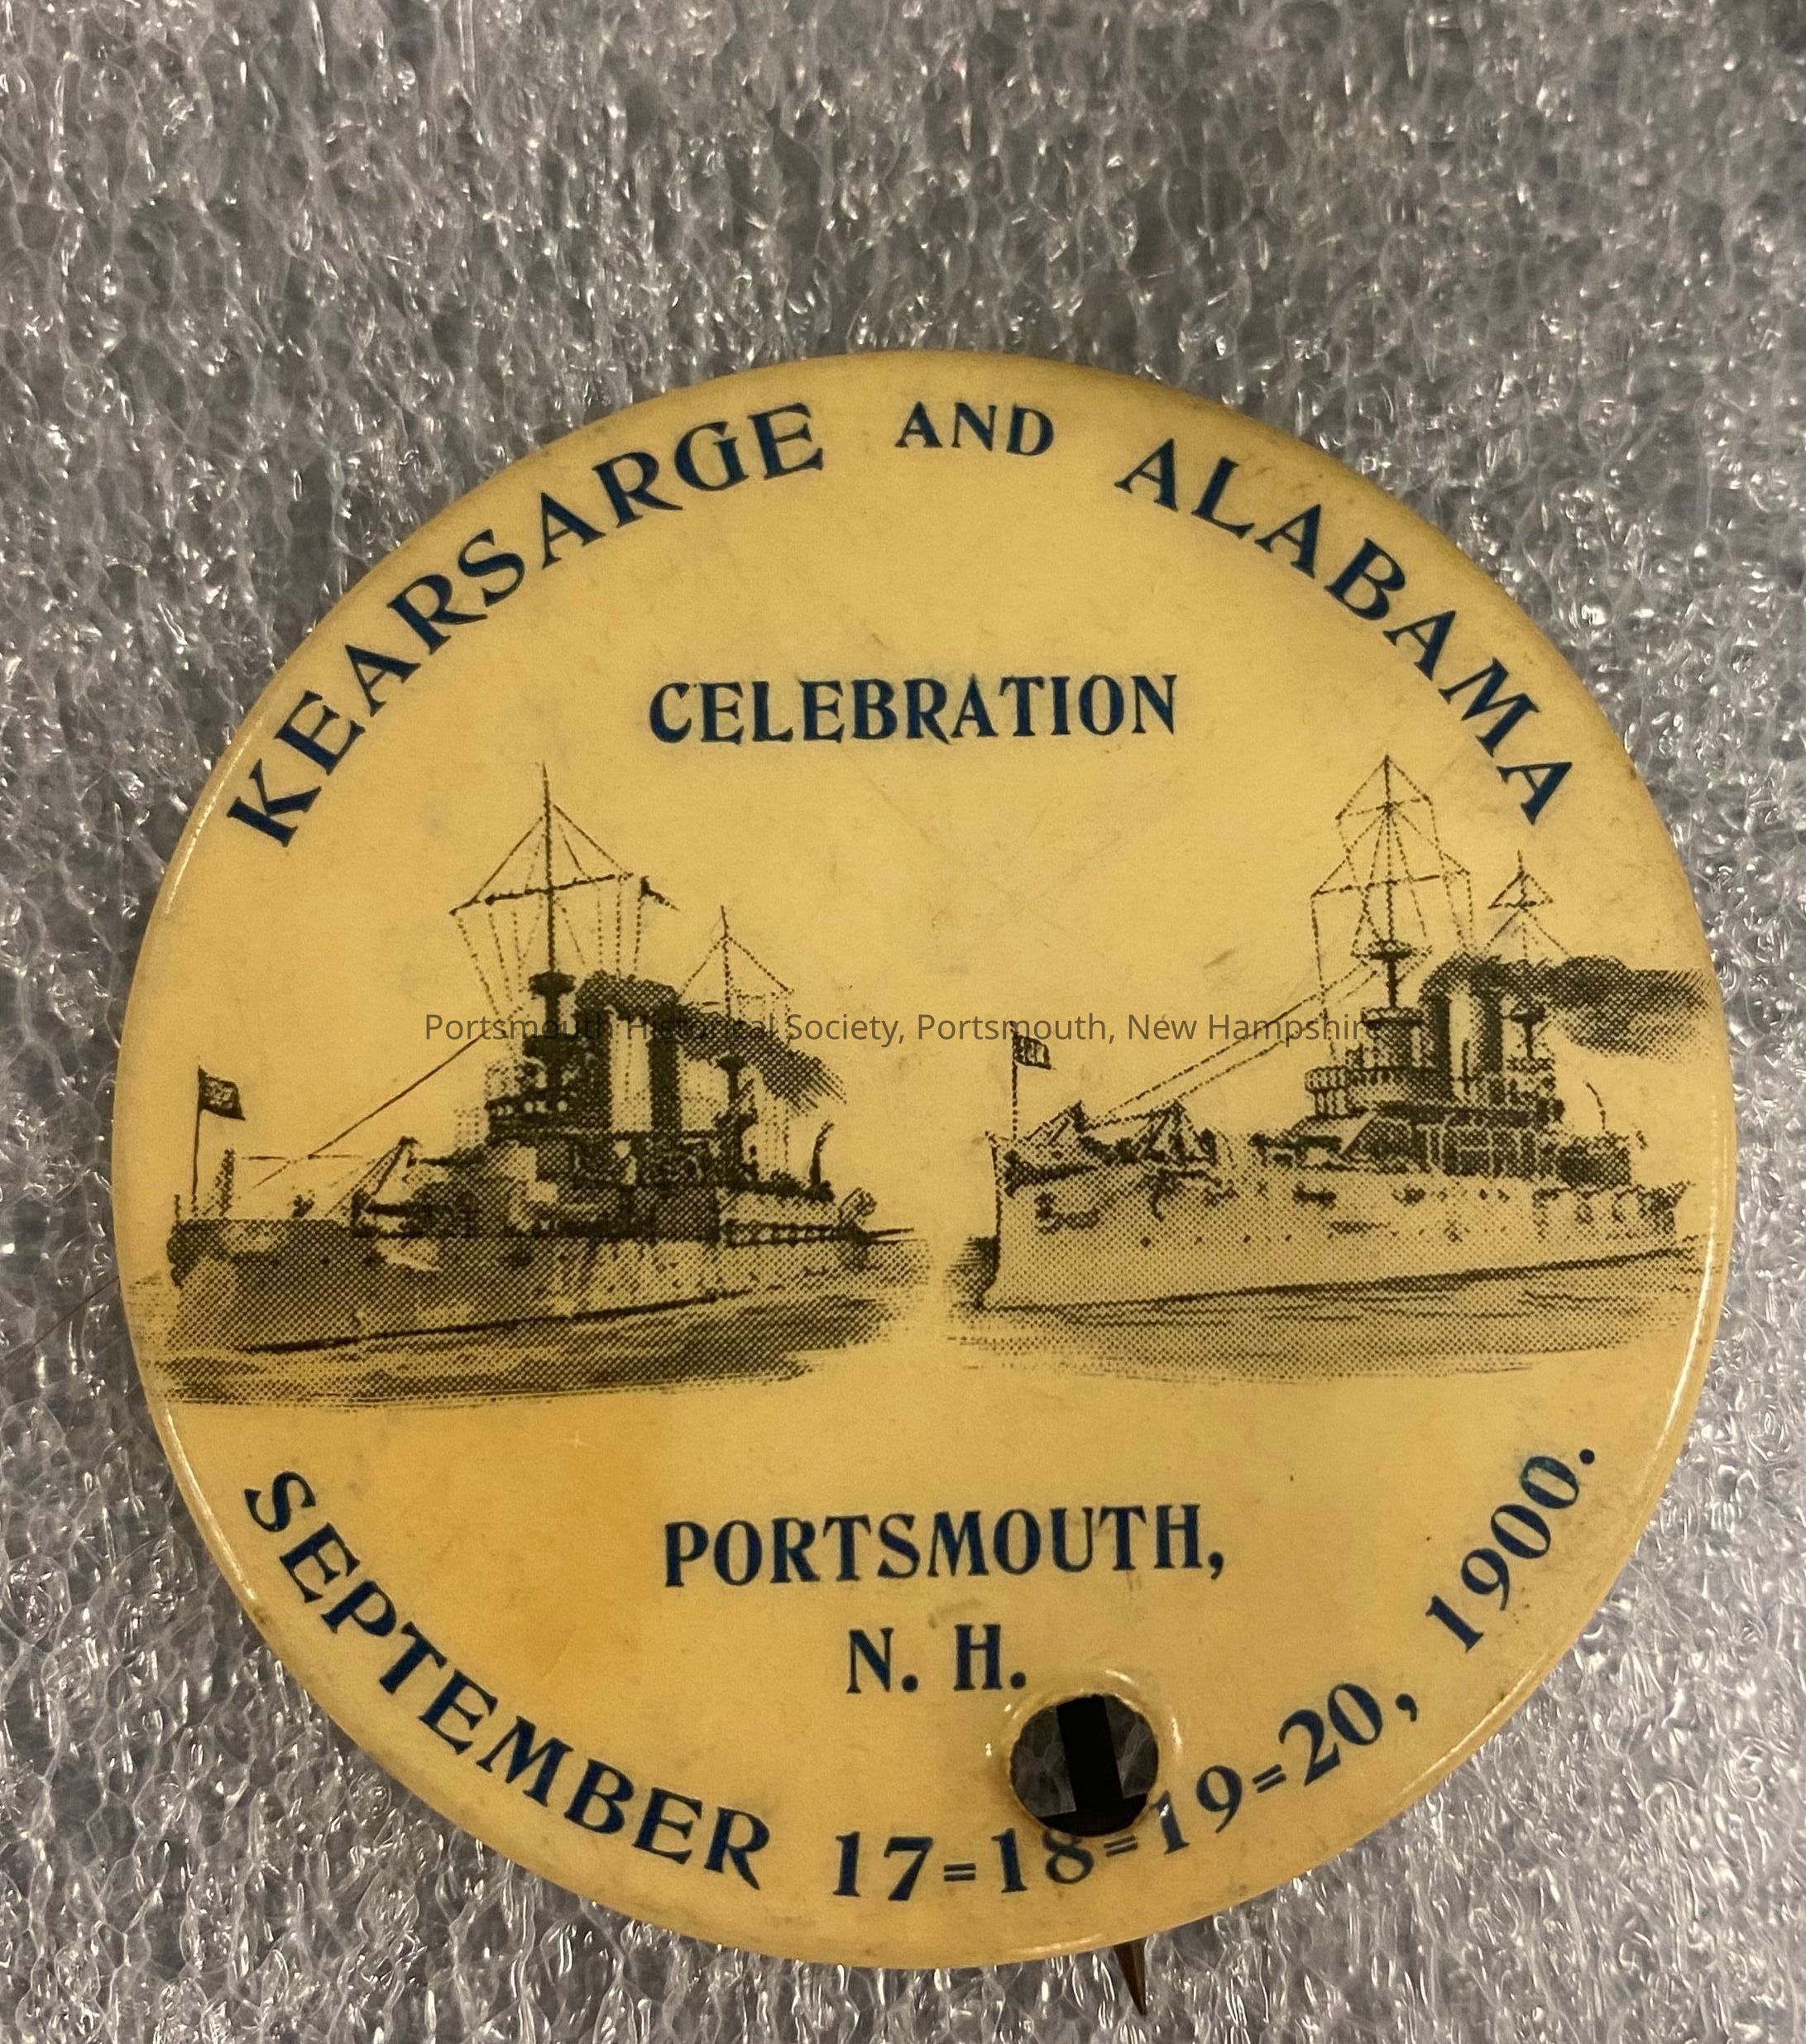 KEARSARGE AND ALABAMA
CELEBRATION
Portsmouth Historical Society, Portsmouth, New Hampshire
PORTSMOUTH,
N. H.
SEPTEMBER 17=18=19=20, 1900.